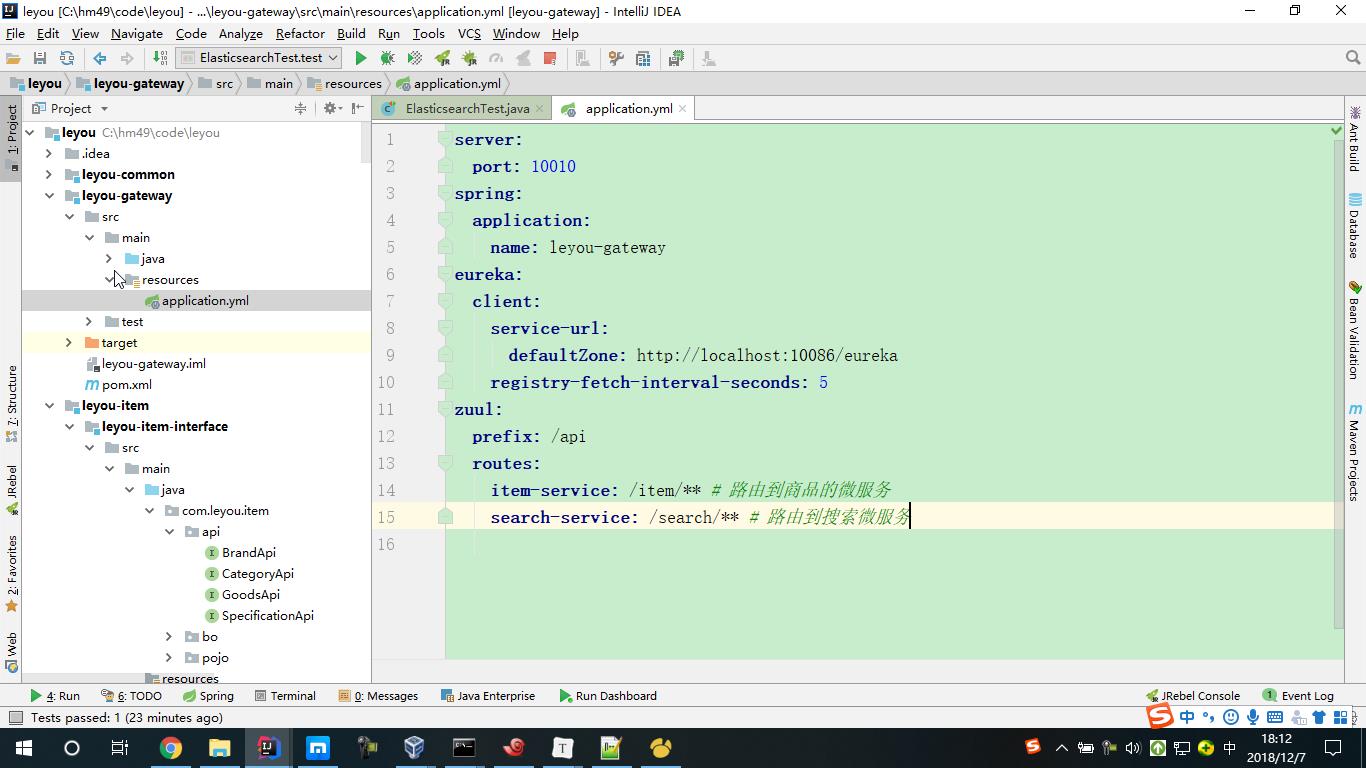 leyou [C:\hm49\code\leyou] - ...\leyou-gateway\src\main\resources\application.yml [leyou-gateway] - IntelliJ IDEA
File Edit View Navigate Code Analyze Refactor Build Run Tools VCS Window Help
ElasticsearchTest.test
leyou leyou-gateway src main resources application.yml
1: Project
Project
ElasticsearchTest.java application.yml
leyou C:\hm49\code\leyou
.idea
leyou-common
leyou-gateway
src
main
java
resources
application.yml
test
target
leyou-gateway.iml
pom.xml
leyou-item
leyou-item-interface
src
main
java
com.leyou.item
api
BrandApi
CategoryApi
GoodsApi
SpecificationApi
bo
pojo
resources
1 server:
2 port: 10010
3 spring:
4 application:
5 name: leyou-gateway
6 eureka:
7 client:
8 service-url:
9 defaultZone: http://localhost:10086/eureka
10 registry-fetch-interval-seconds: 5
11 zuul:
12 prefix: /api
13 routes:
14 item-service: /item/** # 路由到商品的微服务
15 search-service: /search/** # 路由到搜索微服务
16
7: Structure
JRebel
2: Favorites
Web
Ant Build
Database
Bean Validation
Maven Projects
4: Run 6: TODO Spring Terminal 0: Messages Java Enterprise Run Dashboard JRebel Console 1 Event Log
Tests passed: 1 (23 minutes ago)
中
中
18:12
2018/12/7